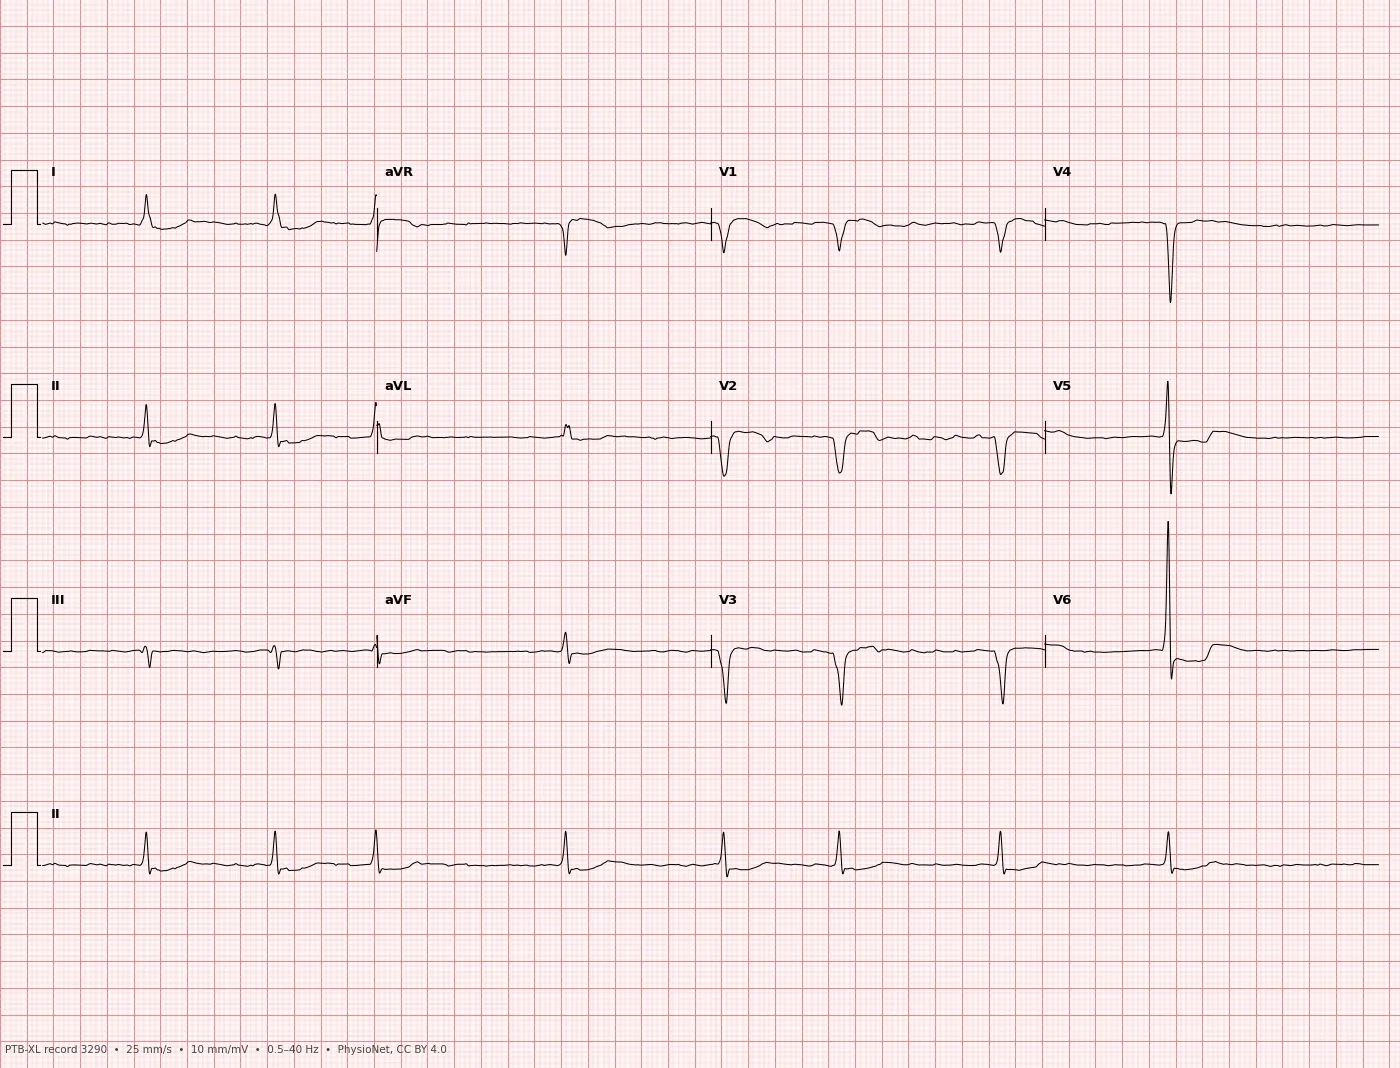 I aVR V1 V4
II aVL V2 V5
III aVF V3 V6
II
PTB-XL record 3290 • 25 mm/s • 10 mm/mV • 0.5–40 Hz • PhysioNet, CC BY 4.0